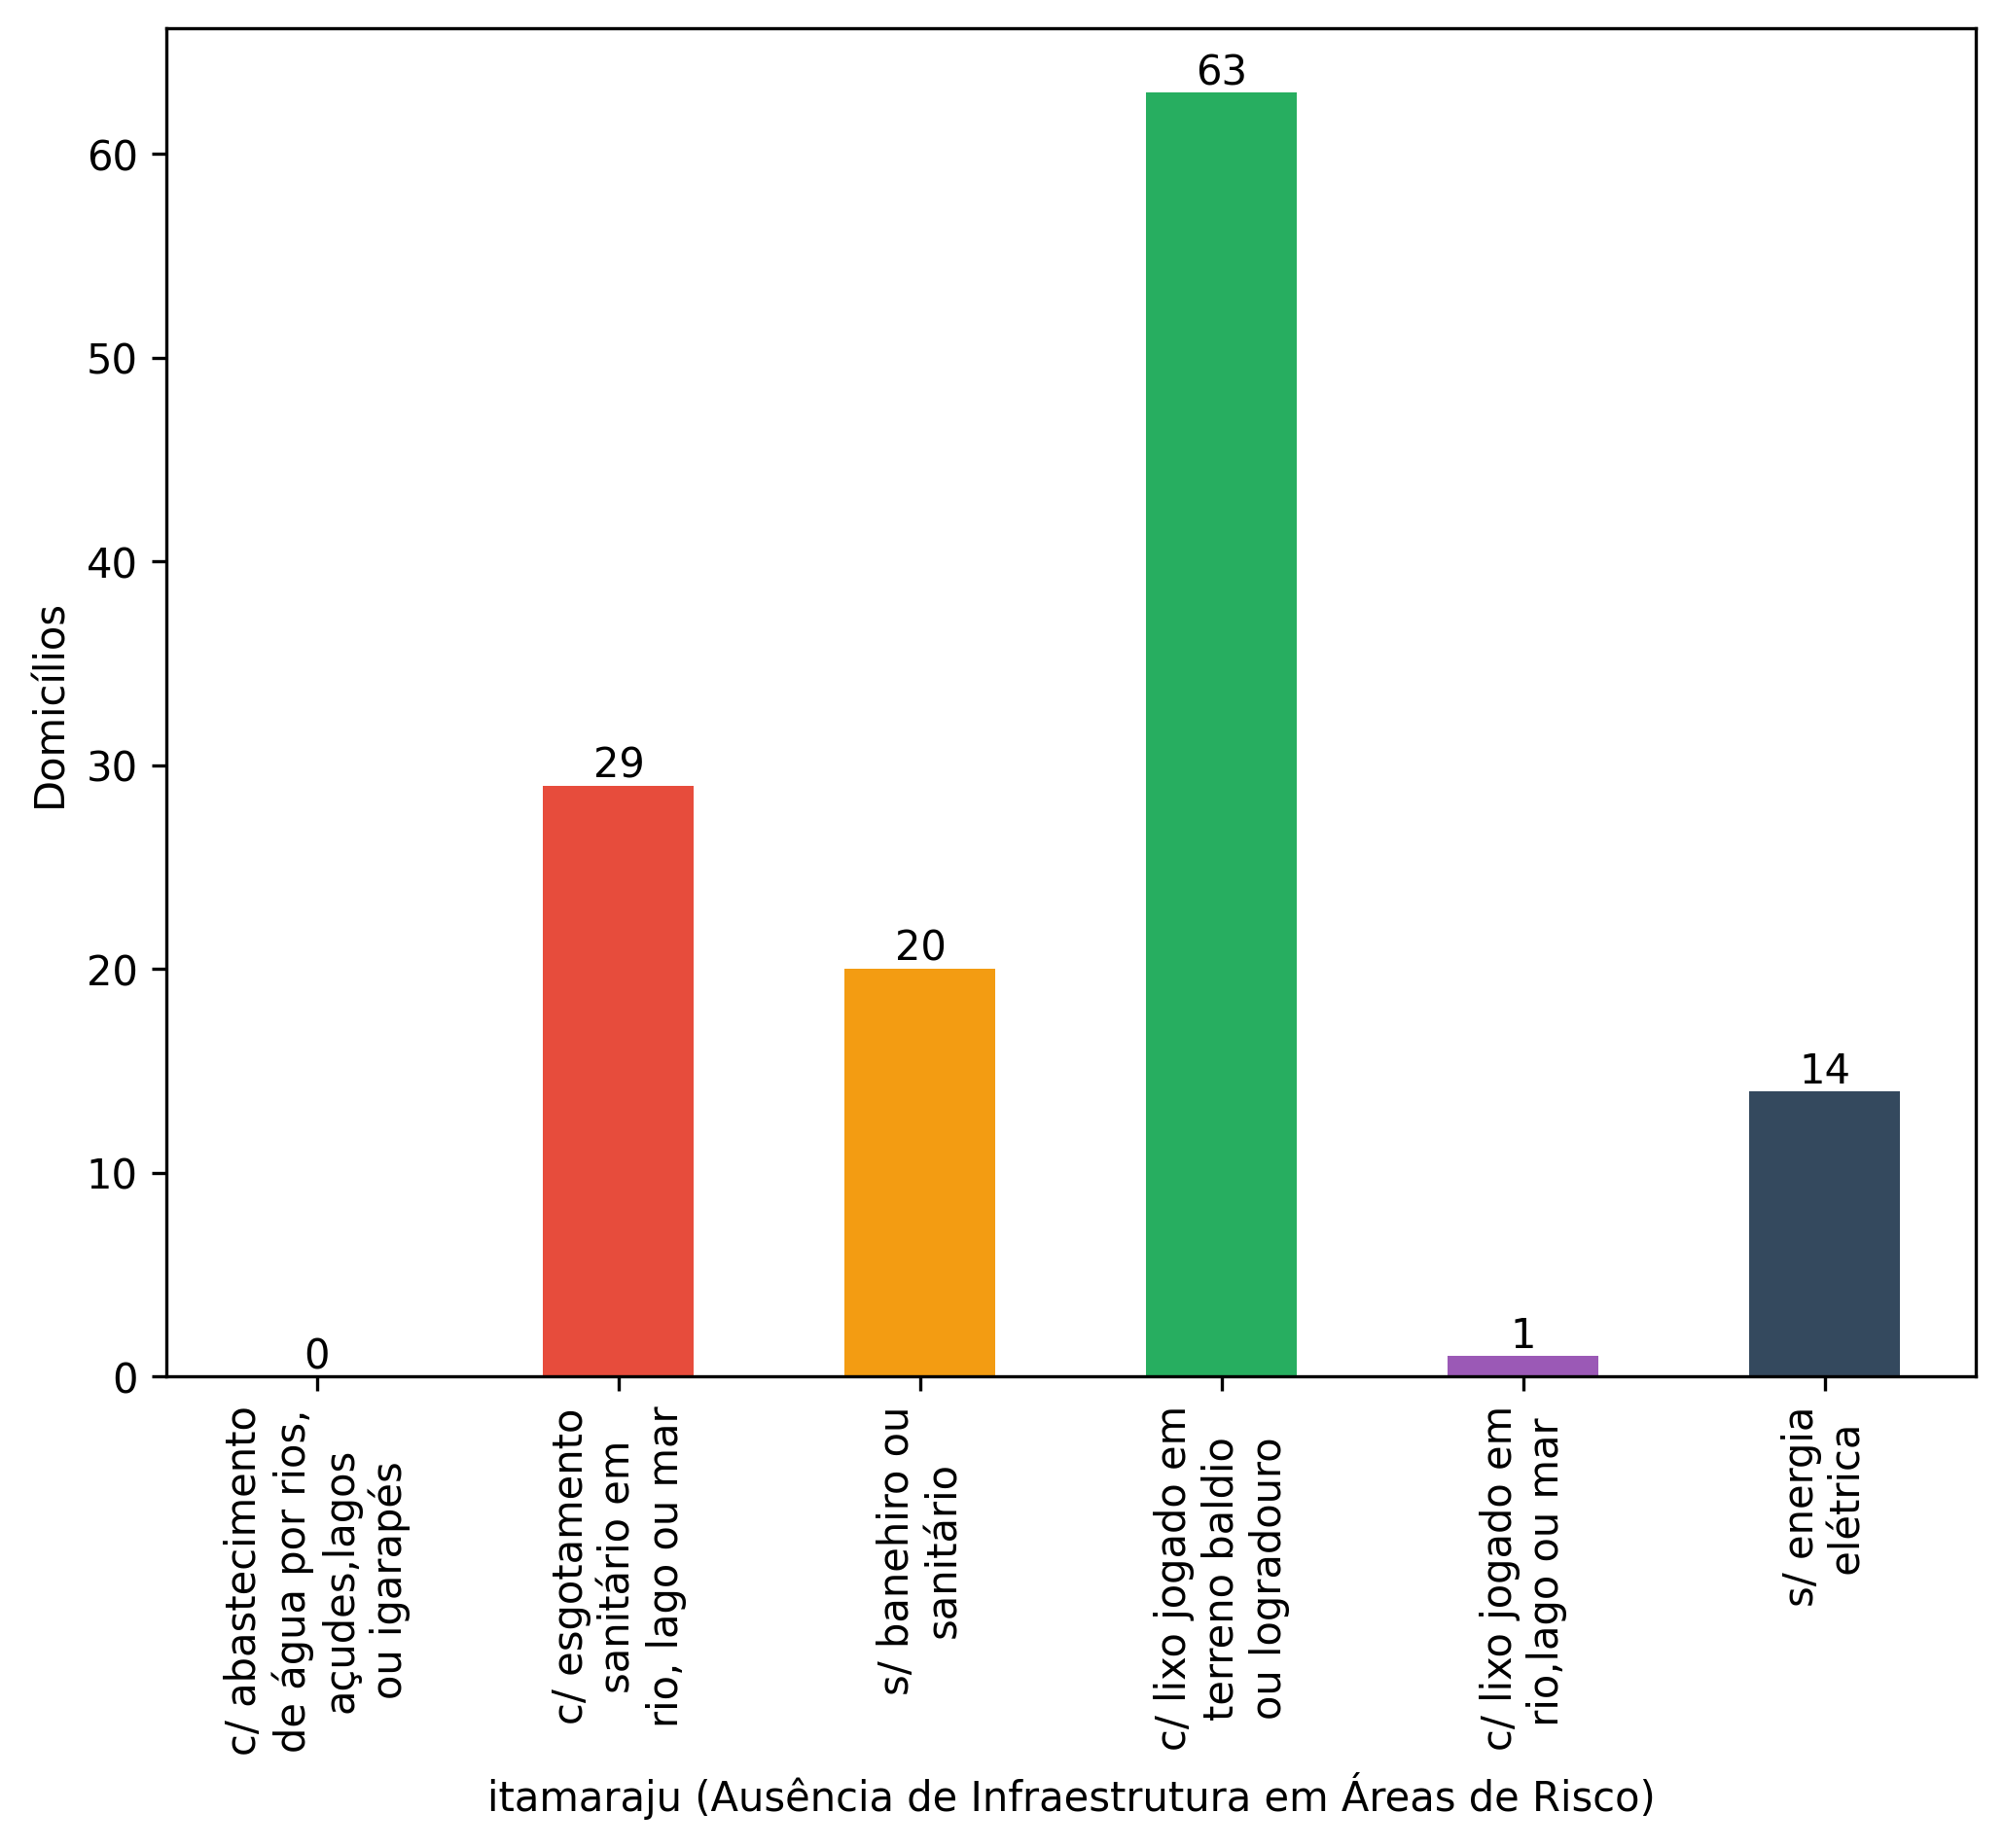 63
60
50
40
30
29
20
20
14
10
1
0
0
Domicílios
c/ abastecimento
de água por rios,
açudes,lagos
ou igarapés
c/ esgotamento
sanitário em
rio, lago ou mar
s/ banehiro ou
sanitário
c/ lixo jogado em
terreno baldio
ou logradouro
c/ lixo jogado em
rio,lago ou mar
s/ energia
elétrica
itamaraju (Ausência de Infraestrutura em Áreas de Risco)